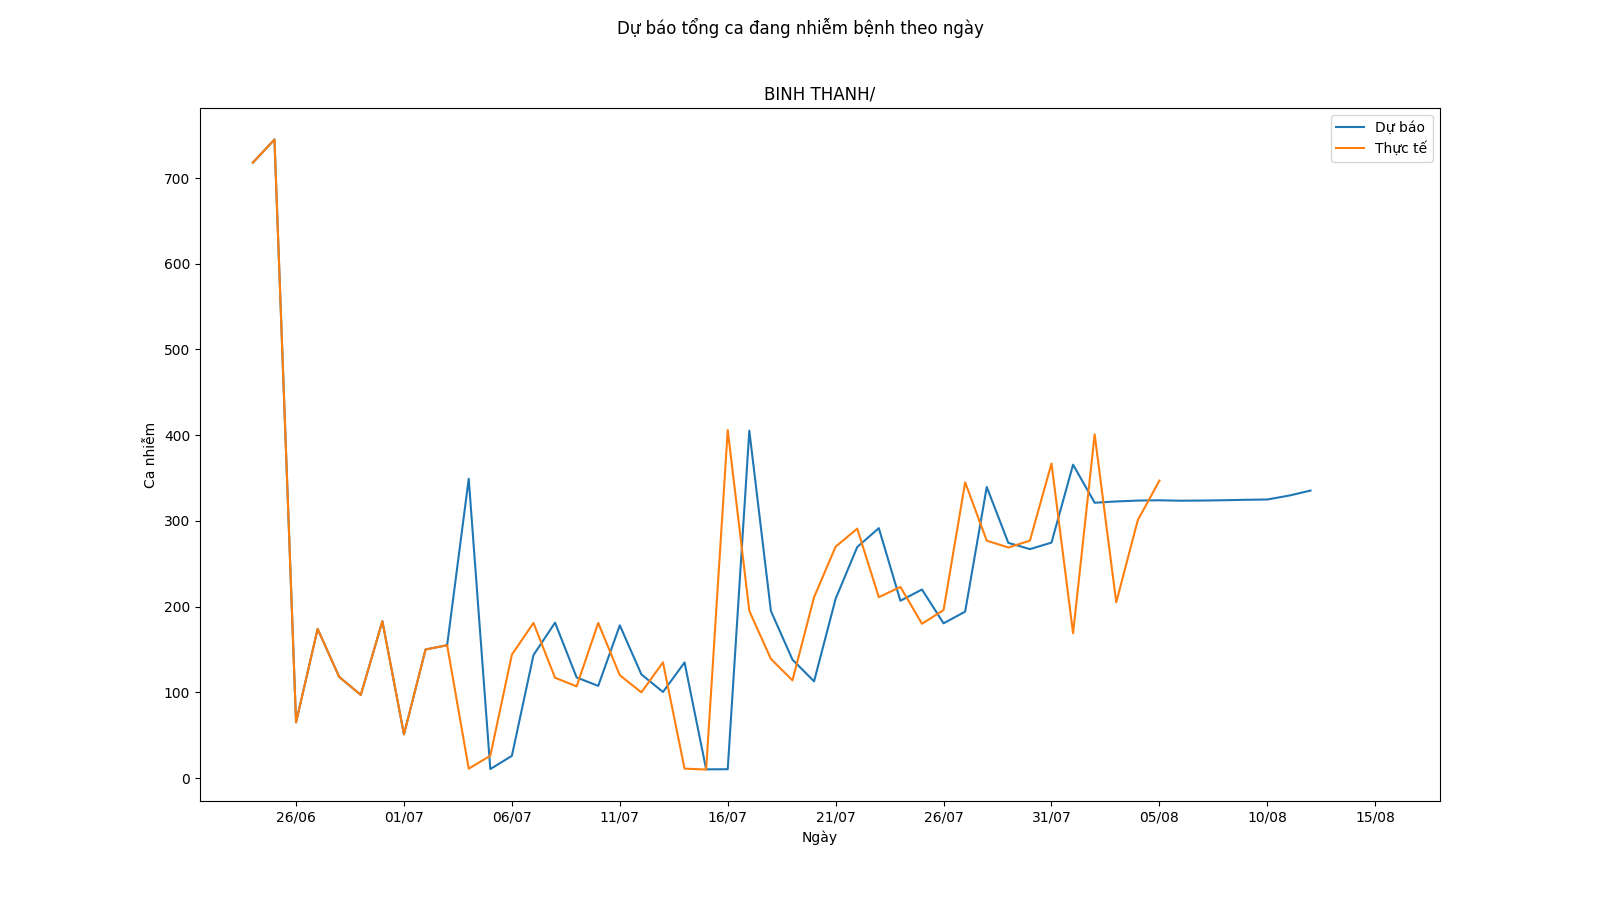 Dự báo tổng ca đang nhiễm bệnh theo ngày
BINH THANH/
Dự báo
Thực tế
700
600
500
400
300
200
100
0
Ca nhiễm
26/06 01/07 06/07 11/07 16/07 21/07 26/07 31/07 05/08 10/08 15/08
Ngày